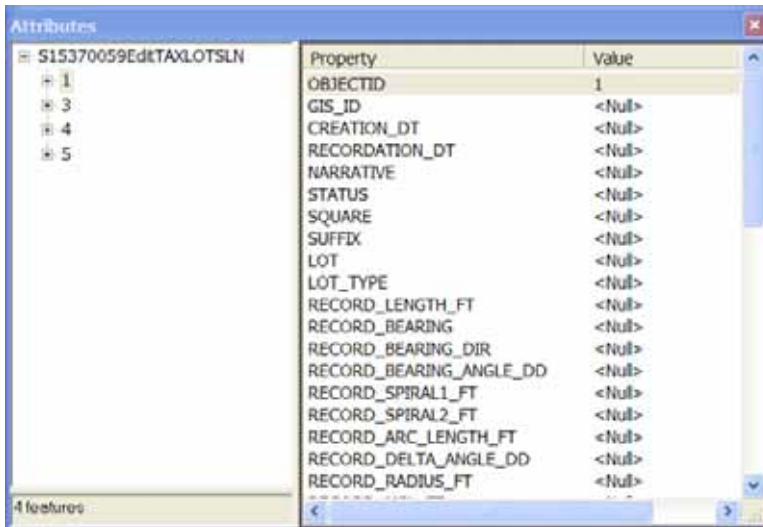 Attributes
S15370059EditTAXLOTSLN
1
3
4
5
4 features
Property Value
OBJECTID 1
GIS_ID <Null>
CREATION_DT <Null>
RECORDATION_DT <Null>
NARRATIVE <Null>
STATUS <Null>
SQUARE <Null>
SUFFIX <Null>
LOT <Null>
LOT_TYPE <Null>
RECORD_LENGTH_FT <Null>
RECORD_BEARING <Null>
RECORD_BEARING_DIR <Null>
RECORD_BEARING_ANGLE_DD <Null>
RECORD_SPIRAL1_FT <Null>
RECORD_SPIRAL2_FT <Null>
RECORD_ARC_LENGTH_FT <Null>
RECORD_DELTA_ANGLE_DD <Null>
RECORD_RADIUS_FT <Null>